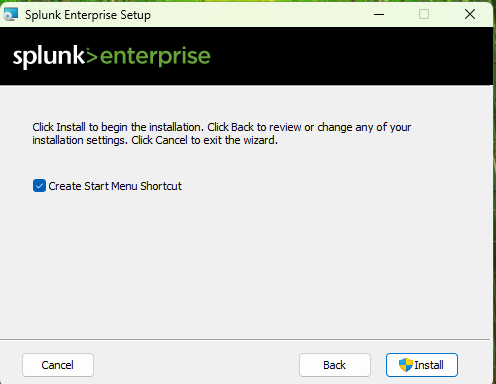 Splunk Enterprise Setup
splunk>enterprise
Click Install to begin the installation. Click Back to review or change any of your
installation settings. Click Cancel to exit the wizard.
Create Start Menu Shortcut
Cancel
Back
Install